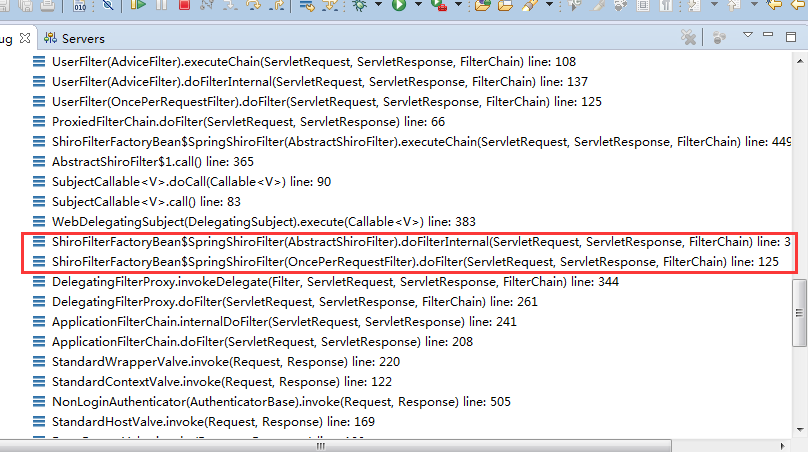 ug
Servers
UserFilter(AdviceFilter).executeChain(ServletRequest, ServletResponse, FilterChain) line: 108
UserFilter(AdviceFilter).doFilterInternal(ServletRequest, ServletResponse, FilterChain) line: 137
UserFilter(OncePerRequestFilter).doFilter(ServletRequest, ServletResponse, FilterChain) line: 125
ProxiedFilterChain.doFilter(ServletRequest, ServletResponse) line: 66
ShiroFilterFactoryBean$SpringShiroFilter(AbstractShiroFilter).executeChain(ServletRequest, ServletResponse, FilterChain) line: 449
AbstractShiroFilter$1.call() line: 365
SubjectCallable<V>.doCall(Callable<V>) line: 90
SubjectCallable<V>.call() line: 83
WebDelegatingSubject(DelegatingSubject).execute(Callable<V>) line: 383
ShiroFilterFactoryBean$SpringShiroFilter(AbstractShiroFilter).doFilterInternal(ServletRequest, ServletResponse, FilterChain) line: 3
ShiroFilterFactoryBean$SpringShiroFilter(OncePerRequestFilter).doFilter(ServletRequest, ServletResponse, FilterChain) line: 125
DelegatingFilterProxy.invokeDelegate(Filter, ServletRequest, ServletResponse, FilterChain) line: 344
DelegatingFilterProxy.doFilter(ServletRequest, ServletResponse, FilterChain) line: 261
ApplicationFilterChain.internalDoFilter(ServletRequest, ServletResponse) line: 241
ApplicationFilterChain.doFilter(ServletRequest, ServletResponse) line: 208
StandardWrapperValve.invoke(Request, Response) line: 220
StandardContextValve.invoke(Request, Response) line: 122
NonLoginAuthenticator(AuthenticatorBase).invoke(Request, Response) line: 505
StandardHostValve.invoke(Request, Response) line: 169